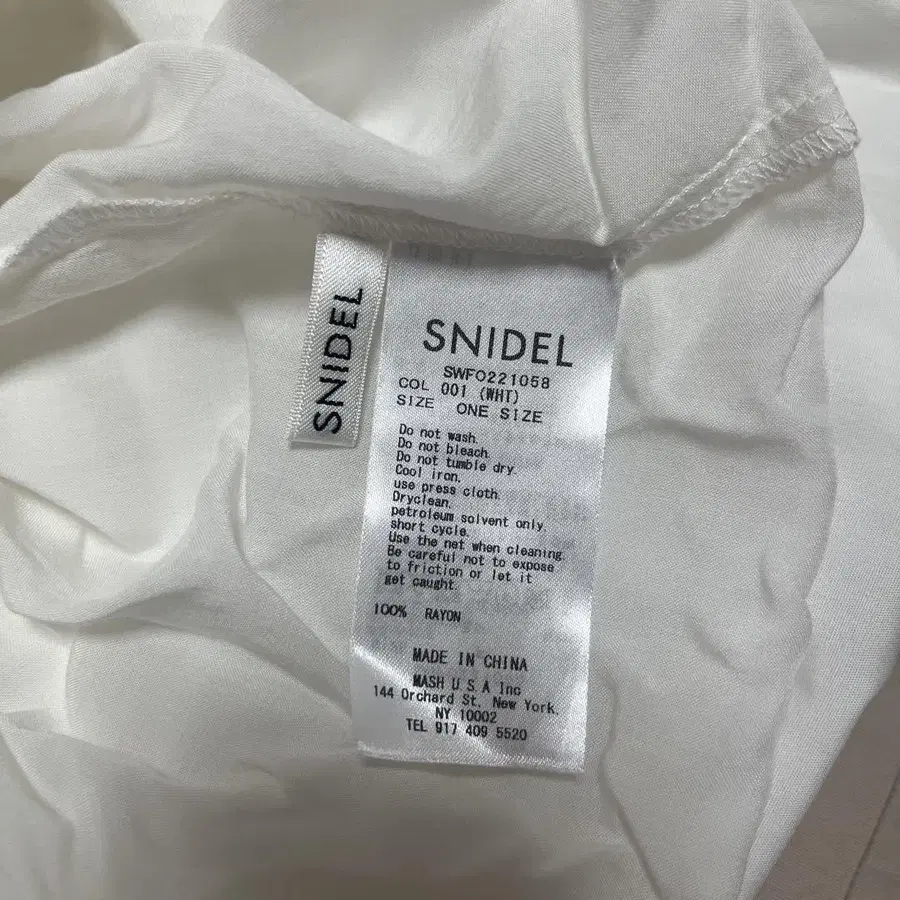 SNIDEL
SNIDEL
SWFO221058
COL 001 (WHT)
SIZE ONE SIZE
Do not wash.
Do not bleach.
Do not tumble dry.
Cool iron.
use press cloth.
Dryclean.
petroleum solvent only.
short cycle.
Use the net when cleaning.
Be careful not to expose
to friction or let it
get caught.
100% RAYON
MADE IN CHINA
MASH U.S.A Inc
144 Orchard St. New York.
NY 10002
TEL 917 409 5520